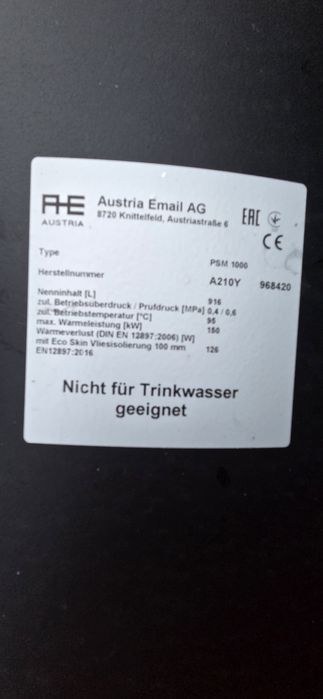 AHE
AUSTRIA
Austria Email AG
8720 Knittelfeld, Austriastraße 6
EAC
CE
Type PSM 1000
Herstellnummer A210Y 968420
Nenninhalt [L] 916
zul. Betriebsüberdruck / Prüfdruck [MPa] 0,4 / 0,6
zul. Betriebstemperatur [°C] 95
max. Wärmeleistung [kW] 150
Wärmeverlust (DIN EN 12897:2006) [W]
mit Eco Skin Vliesisolierung 100 mm 126
EN12897:2016
Nicht für Trinkwasser
geeignet